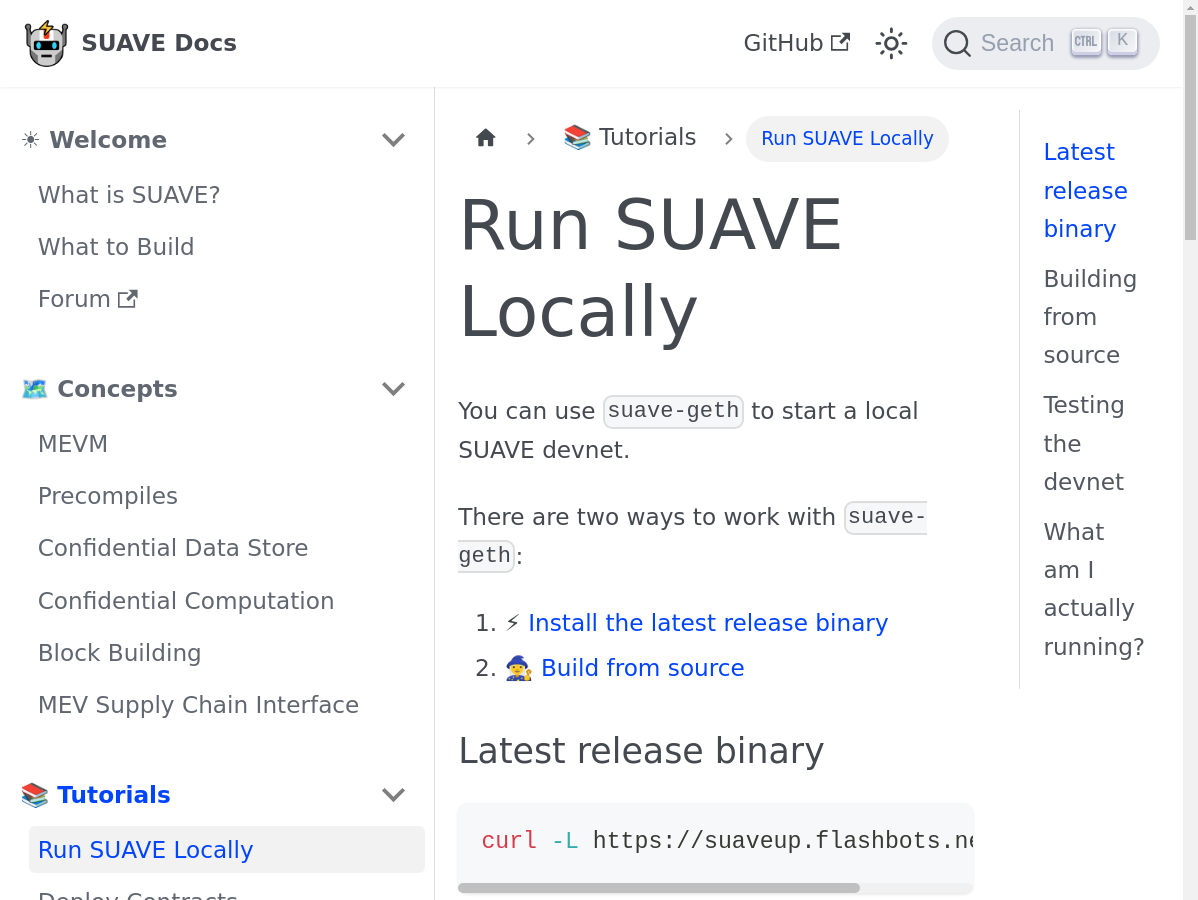 SUAVE Docs
GitHub
Search CTRL K
☀ Welcome
What is SUAVE?
What to Build
Forum
🗺️ Concepts
MEVM
Precompiles
Confidential Data Store
Confidential Computation
Block Building
MEV Supply Chain Interface
📚 Tutorials
Run SUAVE Locally
Deploy Contracts
📚 Tutorials
Run SUAVE Locally
Run SUAVE
Locally
You can use suave-geth to start a local
SUAVE devnet.
There are two ways to work with suave-
geth:
1. ⚡ Install the latest release binary
2. 🧙 Build from source
Latest release binary
curl -L https://suaveup.flashbots.ne
Latest
release
binary
Building
from
source
Testing
the
devnet
What
am I
actually
running?